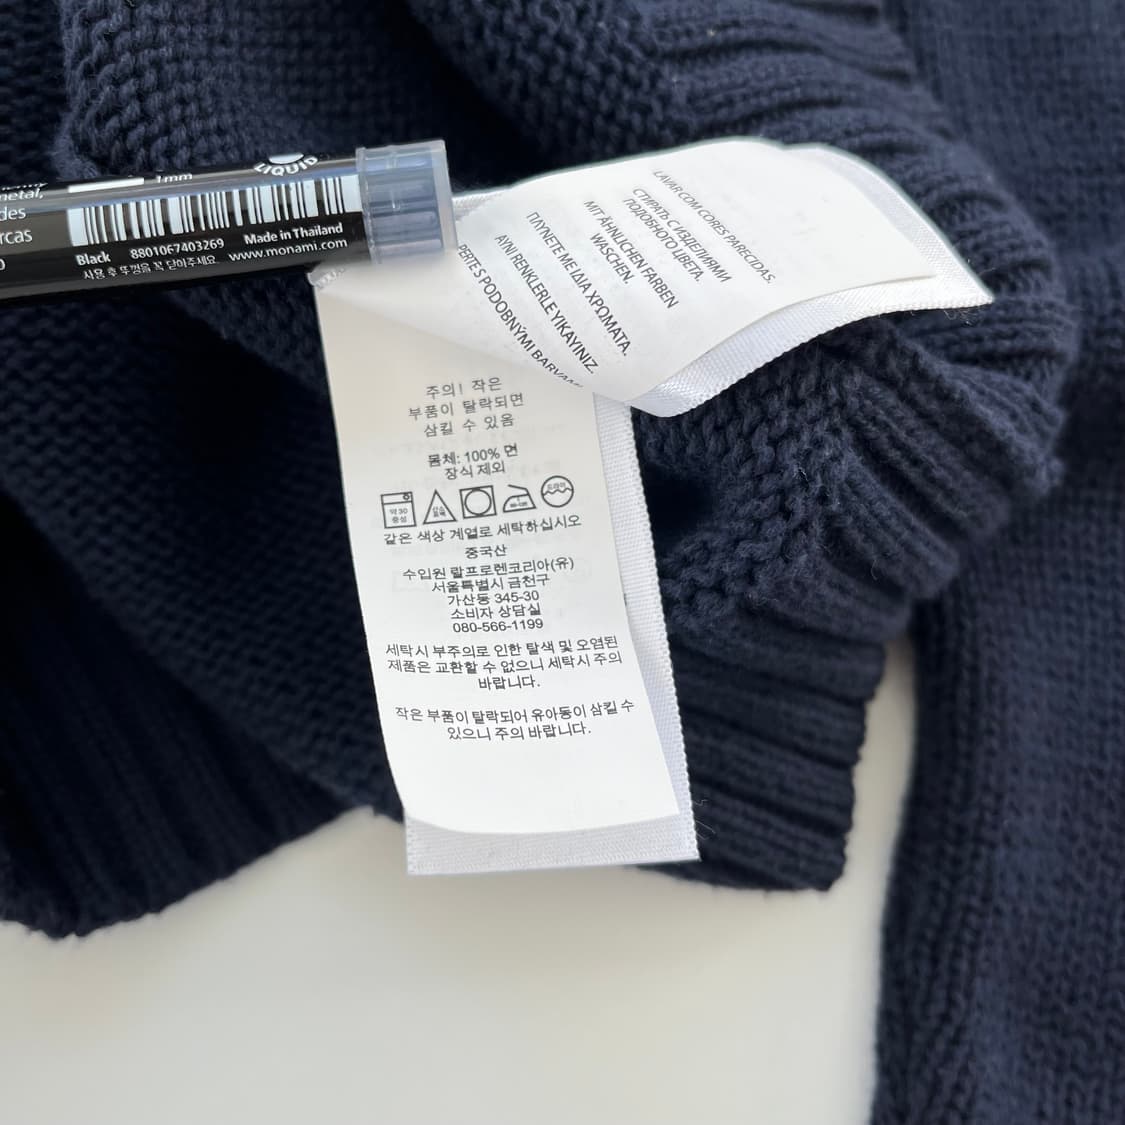 LIQUID
1mm
metal,
Black 8801067403269 Made in Thailand
사용 후 뚜껑을 꼭 닫아주세요 www.monami.com
LAVAR COM CORES PARECIDAS.
СТИРАТЬ С ИЗДЕЛИЯМИ
ПОДОБНОГО ЦВЕТА.
MIT ÄHNLICHEN FARBEN
WASCHEN.
ΠΛΥΝΕΤΕ ΜΕ ΙΔΙΑ ΧΡΩΜΑΤΑ.
AYNI RENKLERLE YIKAYINIZ.
PERTE S PODOBNÝMI BARVAMI
주의! 작은
부품이 탈락되면
삼킬 수 있음
몸체: 100% 면
장식 제외
약 30
중성
드라이
같은 색상 계열로 세탁하십시오
중국산
수입원 랄프로렌코리아(유)
서울특별시 금천구
가산동 345-30
소비자 상담실
080-566-1199
세탁시 부주의로 인한 탈색 및 오염된
제품은 교환할 수 없으니 세탁시 주의
바랍니다.
작은 부품이 탈락되어 유아동이 삼킬 수
있으니 주의 바랍니다.